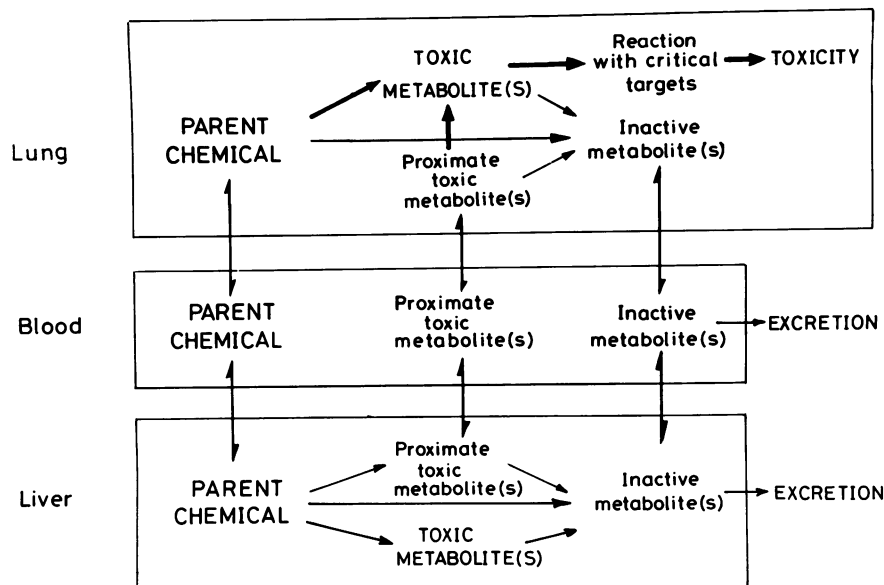 TOXIC
METABOLITE(S)
Reaction
with critical
targets
TOXICITY
Lung
PARENT
CHEMICAL
Proximate
toxic
metabolite(s)
Inactive
metabolite(s)
Blood
PARENT
CHEMICAL
Proximate
toxic
metabolite(s)
Inactive
metabolite(s)
EXCRETION
Liver
PARENT
CHEMICAL
Proximate
toxic
metabolite(s)
TOXIC
METABOLITE(S)
Inactive
metabolite(s)
EXCRETION